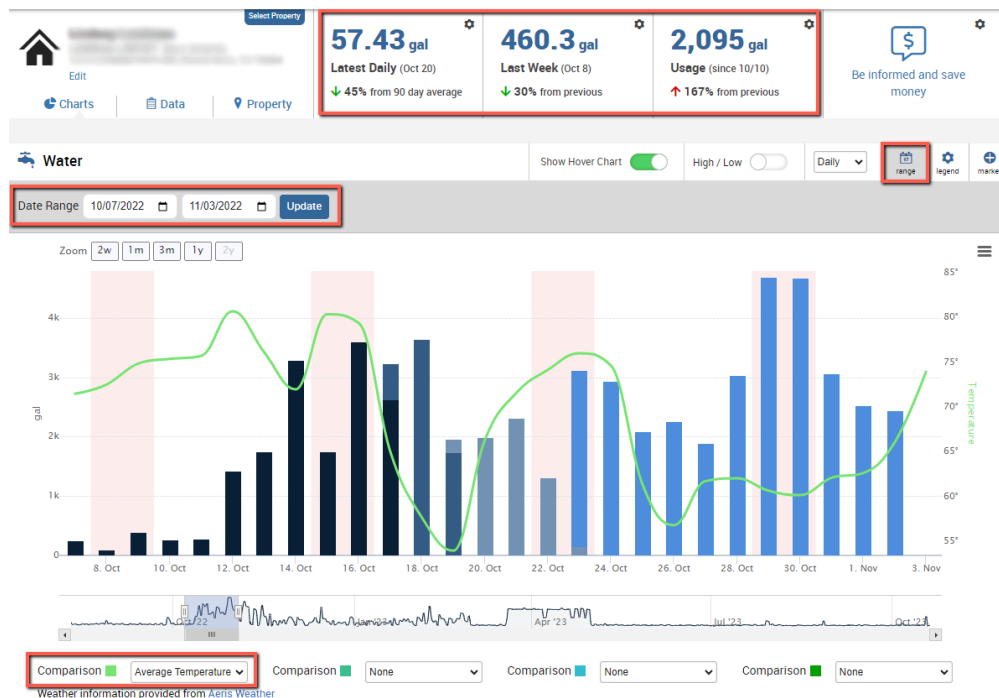 Select Property
Edit
Charts
Data
Property
57.43 gal
Latest Daily (Oct 20)
45% from 90 day average
460.3 gal
Last Week (Oct 8)
30% from previous
2,095 gal
Usage (since 10/10)
167% from previous
Be informed and save
money
Water
Show Hover Chart
High / Low
Daily
range
legend
marke
Date Range 10/07/2022 11/03/2022 Update
Zoom 2w 1m 3m 1y 2y
85°
4k 80°
75°
3k
70°
gal
Temperature
2k
65°
1k 60°
0 55°
8. Oct 10. Oct 12. Oct 14. Oct 16. Oct 18. Oct 20. Oct 22. Oct 24. Oct 26. Oct 28. Oct 30. Oct 1. Nov 3. Nov
Oct '22 Jan '23 Apr '23 Jul '23 Oct '23
Comparison Average Temperature Comparison None Comparison None Comparison None
Weather information provided from Aeris Weather